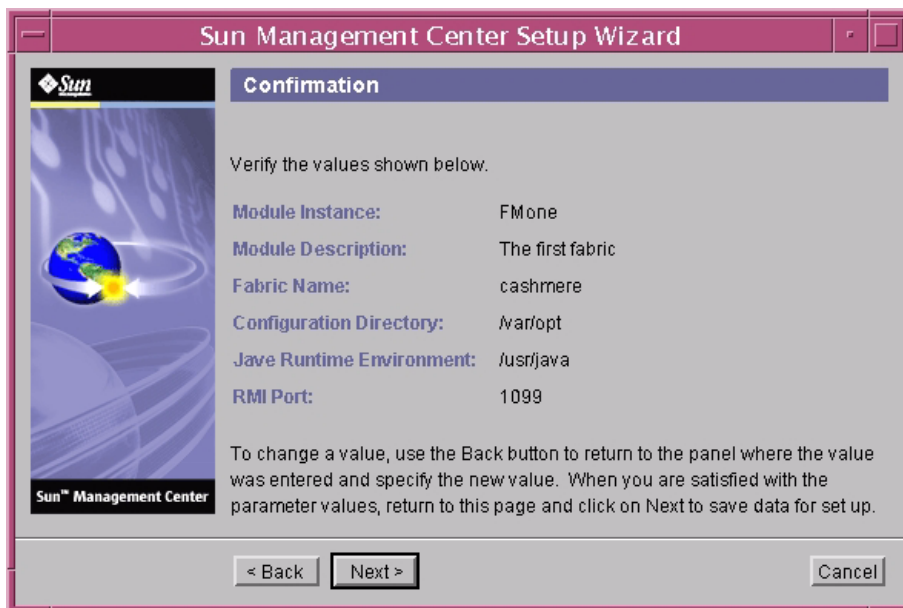 Sun Management Center Setup Wizard
Sun
Confirmation
Verify the values shown below.
Module Instance: FMone
Module Description: The first fabric
Fabric Name: cashmere
Configuration Directory: /var/opt
Jave Runtime Environment: /usr/java
RMI Port: 1099
To change a value, use the Back button to return to the panel where the value
was entered and specify the new value. When you are satisfied with the
parameter values, return to this page and click on Next to save data for set up.
Sun™ Management Center
< Back Next > Cancel